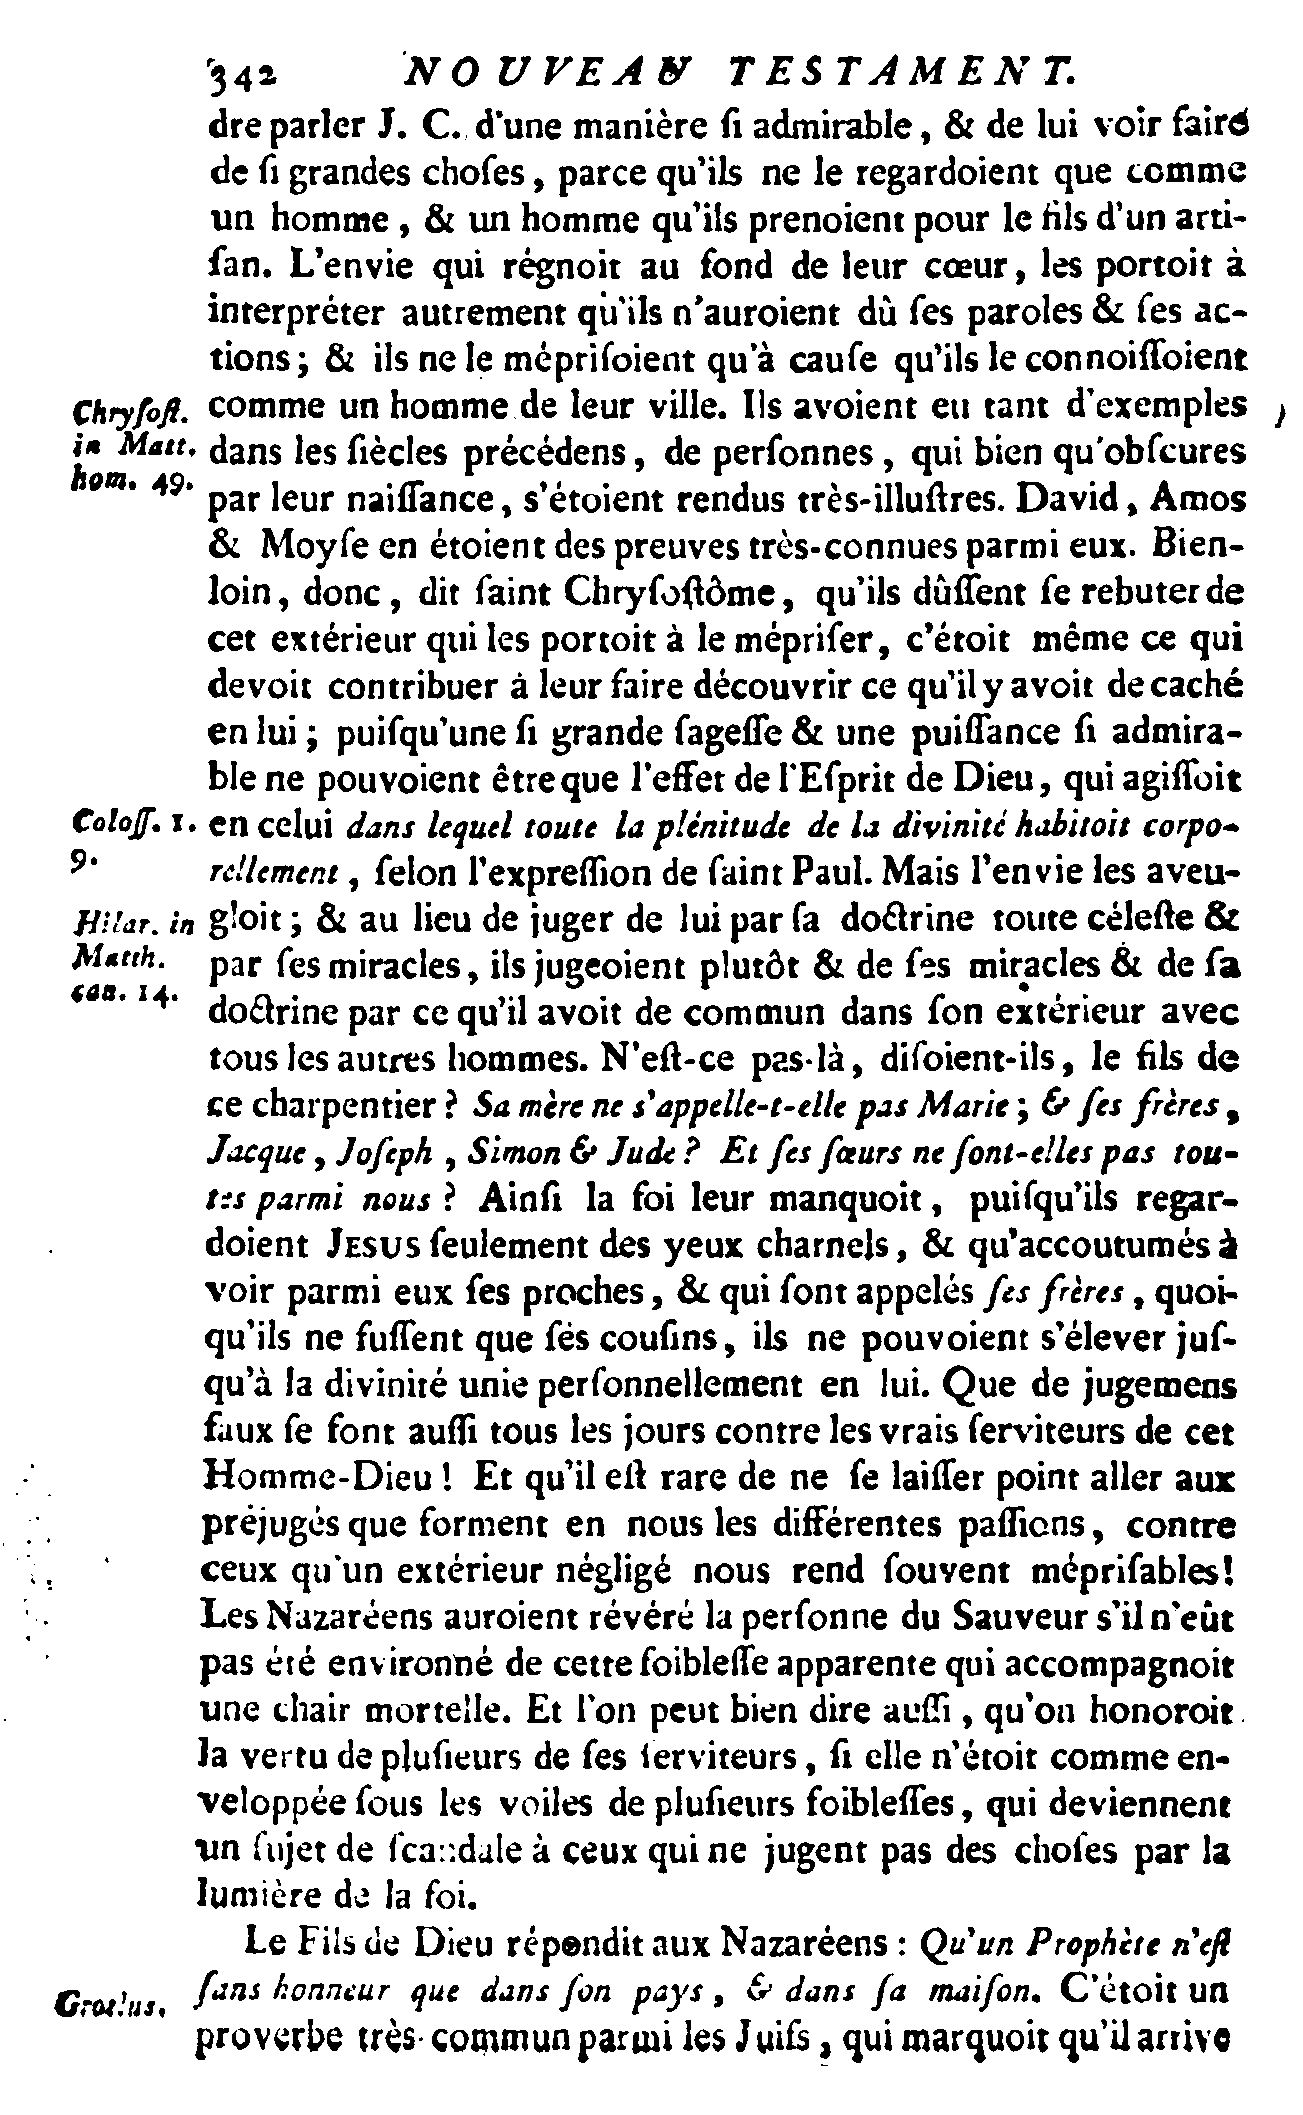 342 NOUVEAU TESTAMENT.
dre parler J. C. d'une manière ſi admirable, & de lui voir faire
de ſi grandes choſes, parce qu'ils ne le regardoient que comme
un homme, & un homme qu'ils prenoient pour le fils d'un arti-
ſan. L'envie qui régnoit au fond de leur cœur, les portoit à
interpréter autrement qu'ils n'auroient dû ſes paroles & ſes ac-
tions; & ils ne le mépriſoient qu'à cauſe qu'ils le connoiſſoient
Chryſoſt. comme un homme de leur ville. Ils avoient eu tant d'exemples
in Matt. dans les ſiècles précédens, de perſonnes, qui bien qu'obſcures
hom. 49. par leur naiſſance, s'étoient rendus très-illuſtres. David, Amos
& Moyſe en étoient des preuves très-connues parmi eux. Bien-
loin, donc, dit ſaint Chryſoſtôme, qu'ils dûſſent ſe rebuter de
cet extérieur qui les portoit à le mépriſer, c'étoit même ce qui
devoit contribuer à leur faire découvrir ce qu'il y avoit de caché
en lui; puiſqu'une ſi grande ſageſſe & une puiſſance ſi admira-
ble ne pouvoient être que l'effet de l'Eſprit de Dieu, qui agiſſoit
Coloſſ. 1. en celui dans lequel toute la plénitude de la divinité habitoit corpo-
9. rellement, ſelon l'expreſſion de ſaint Paul. Mais l'envie les aveu-
Hilar. in gloit; & au lieu de juger de lui par ſa doctrine toute céleſte &
Matth. par ſes miracles, ils jugeoient plutôt & de ſes miracles & de ſa
can. 14. doctrine par ce qu'il avoit de commun dans ſon extérieur avec
tous les autres hommes. N'eſt-ce pas-là, diſoient-ils, le fils de
ce charpentier? Sa mère ne s'appelle-t-elle pas Marie; & ſes frères,
Jacque, Joſeph, Simon & Jude? Et ſes ſœurs ne ſont-elles pas tou-
tes parmi nous? Ainſi la foi leur manquoit, puiſqu'ils regar-
doient JESUS ſeulement des yeux charnels, & qu'accoutumés à
voir parmi eux ſes proches, & qui ſont appelés ſes frères, quoi-
qu'ils ne fuſſent que ſes couſins, ils ne pouvoient s'élever juſ-
qu'à la divinité unie perſonnellement en lui. Que de jugemens
faux ſe font auſſi tous les jours contre les vrais ſerviteurs de cet
Homme-Dieu! Et qu'il eſt rare de ne ſe laiſſer point aller aux
préjugés que forment en nous les différentes paſſions, contre
ceux qu'un extérieur négligé nous rend ſouvent mépriſables!
Les Nazaréens auroient révéré la perſonne du Sauveur s'il n'eût
pas été environné de cette foibleſſe apparente qui accompagnoit
une chair mortelle. Et l'on peut bien dire auſſi, qu'on honoroit
la vertu de pluſieurs de ſes ſerviteurs, ſi elle n'étoit comme en-
veloppée ſous les voiles de pluſieurs foibleſſes, qui deviennent
un ſujet de ſcandale à ceux qui ne jugent pas des choſes par la
lumière de la foi.
Le Fils de Dieu répondit aux Nazaréens: Qu'un Prophète n'eſt
ſans honneur que dans ſon pays, & dans ſa maiſon. C'étoit un
Grotius. proverbe très-commun parmi les Juifs, qui marquoit qu'il arrive